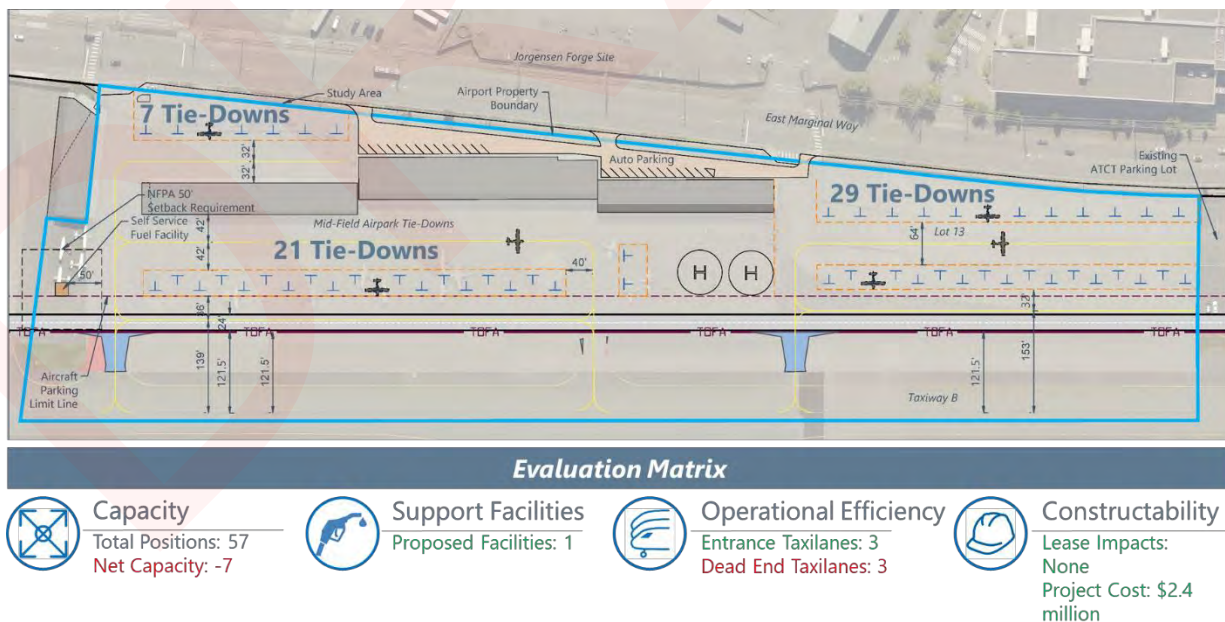 Jorgensen Forge Site
Study Area
Airport Property
Boundary
East Marginal Way
7 Tie-Downs
Existing
ATCT Parking Lot
32'
32'
Auto Parking
NFPA 50'
Setback Requirement
Self Service
Fuel Facility
Mid-Field Airpark Tie-Downs
29 Tie-Downs
Lot 13
42'
42'
21 Tie-Downs
64'
50'
40'
H
H
36'
24'
32'
TOFA
TOFA
TOFA
TOFA
TOFA
TOFA
139'
121.5'
121.5'
121.5'
153'
Aircraft
Parking
Limit Line
Taxiway B
Evaluation Matrix
Capacity
Total Positions: 57
Net Capacity: -7
Support Facilities
Proposed Facilities: 1
Operational Efficiency
Entrance Taxilanes: 3
Dead End Taxilanes: 3
Constructability
Lease Impacts:
None
Project Cost: $2.4
million